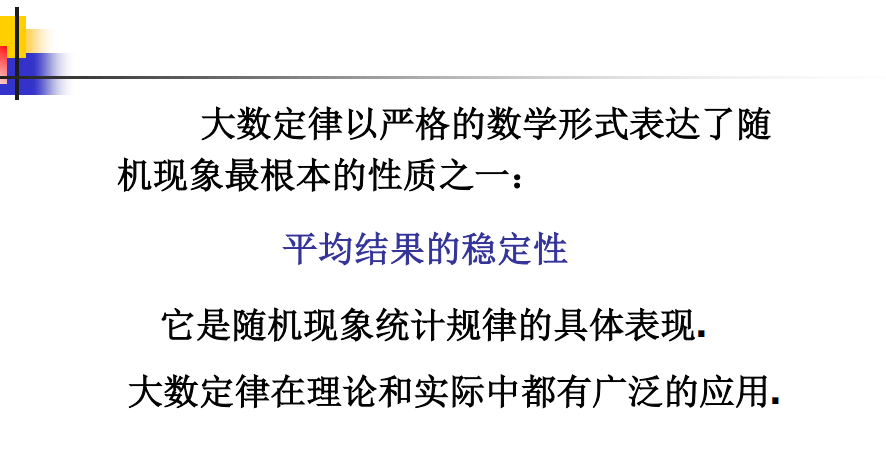 大数定律以严格的数学形式表达了随
机现象最根本的性质之一：
平均结果的稳定性
它是随机现象统计规律的具体表现.
大数定律在理论和实际中都有广泛的应用.